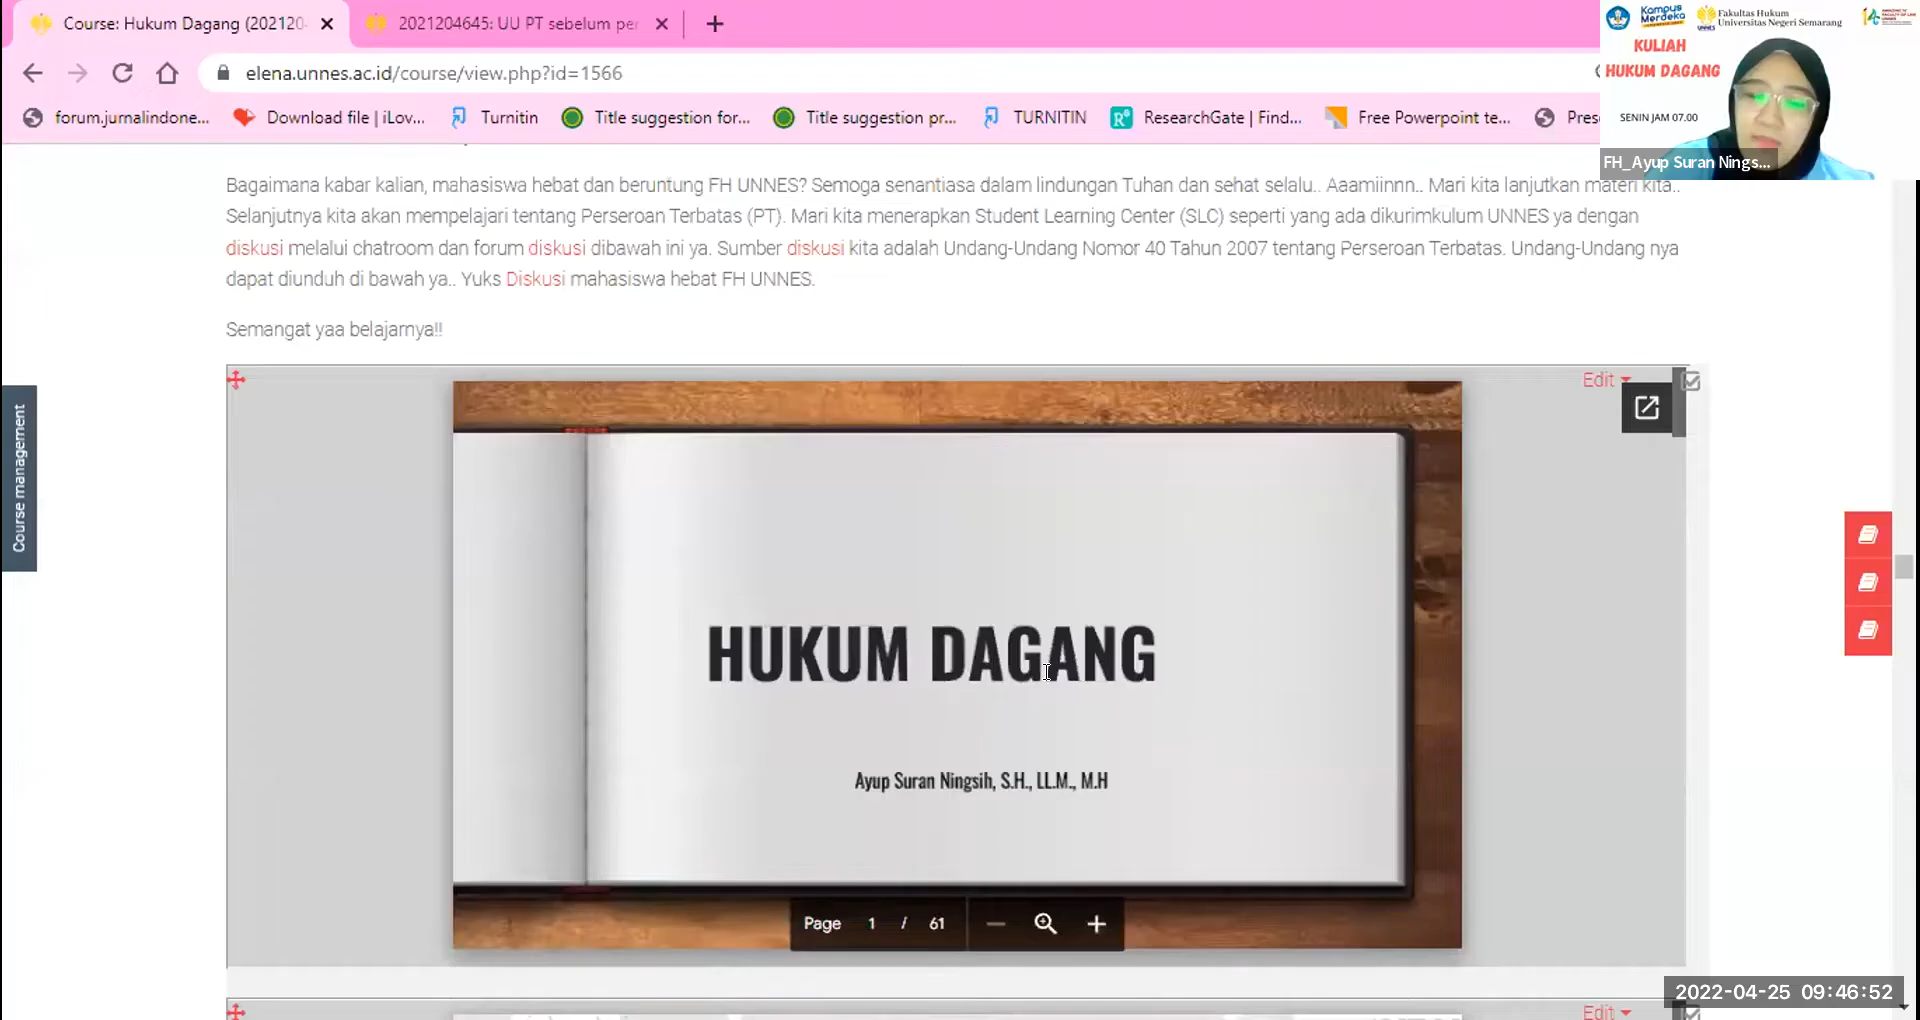 Course: Hukum Dagang (202120
2021204645: UU PT sebelum per
elena.unnes.ac.id/course/view.php?id=1566
forum.jurnalindone...
Download file | iLov...
Turnitin
Title suggestion for...
Title suggestion pr...
TURNITIN
ResearchGate | Find...
Free Powerpoint te...
Pres
Kampus
Merdeka
UNNES
Fakultas Hukum
Universitas Negeri Semarang
KULIAH
HUKUM DAGANG
SENIN JAM 07.00
FH_Ayup Suran Nings...
Bagaimana kabar kalian, mahasiswa hebat dan beruntung FH UNNES? Semoga senantiasa dalam lindungan Tuhan dan sehat selalu.. Aaamiinnn.. Mari kita lanjutkan materi kita..
Selanjutnya kita akan mempelajari tentang Perseroan Terbatas (PT). Mari kita menerapkan Student Learning Center (SLC) seperti yang ada dikurimkulum UNNES ya dengan
diskusi melalui chatroom dan forum diskusi dibawah ini ya. Sumber diskusi kita adalah Undang-Undang Nomor 40 Tahun 2007 tentang Perseroan Terbatas. Undang-Undang nya
dapat diunduh di bawah ya.. Yuks Diskusi mahasiswa hebat FH UNNES.
Semangat yaa belajarnya!!
Edit
Course management
HUKUM DAGANG
Ayup Suran Ningsih, S.H., LL.M., M.H
Page 1 / 61
2022-04-25 09:46:52
Edit